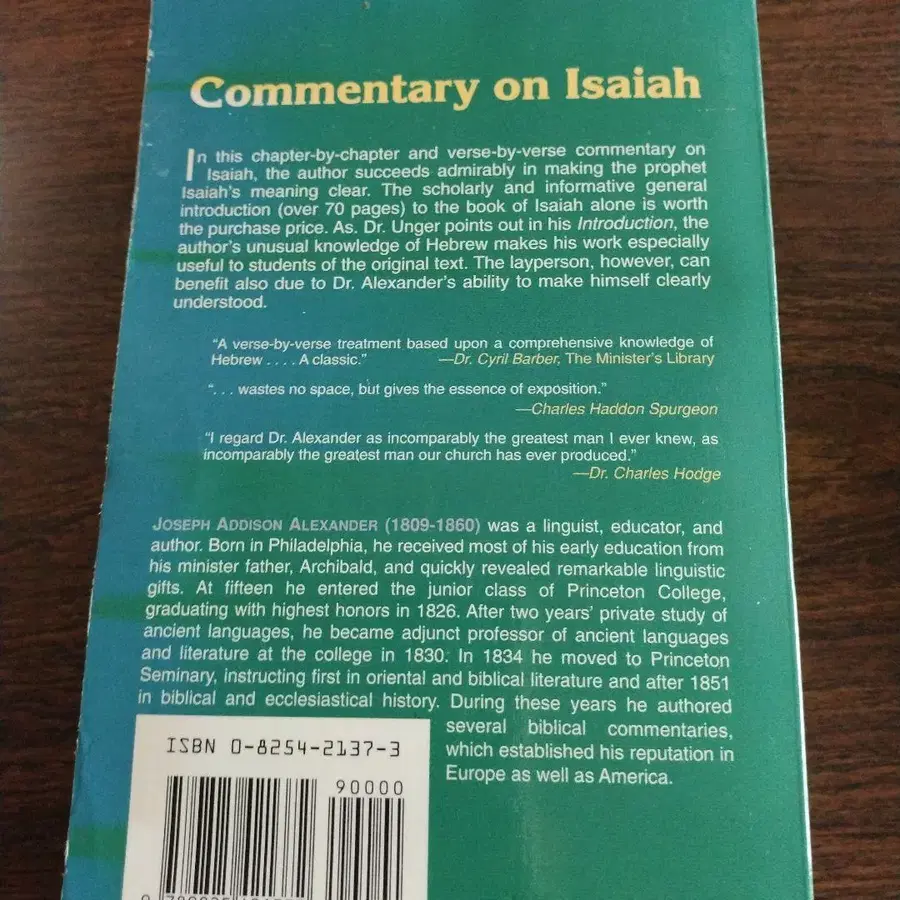 Commentary on Isaiah
In this chapter-by-chapter and verse-by-verse commentary on
Isaiah, the author succeeds admirably in making the prophet
Isaiah's meaning clear. The scholarly and informative general
introduction (over 70 pages) to the book of Isaiah alone is worth
the purchase price. As. Dr. Unger points out in his Introduction, the
author's unusual knowledge of Hebrew makes his work especially
useful to students of the original text. The layperson, however, can
benefit also due to Dr. Alexander's ability to make himself clearly
understood.
"A verse-by-verse treatment based upon a comprehensive knowledge of
Hebrew . . . . A classic." —Dr. Cyril Barber, The Minister's Library
". . . wastes no space, but gives the essence of exposition."
—Charles Haddon Spurgeon
"I regard Dr. Alexander as incomparably the greatest man I ever knew, as
incomparably the greatest man our church has ever produced."
—Dr. Charles Hodge
JOSEPH ADDISON ALEXANDER (1809-1860) was a linguist, educator, and
author. Born in Philadelphia, he received most of his early education from
his minister father, Archibald, and quickly revealed remarkable linguistic
gifts. At fifteen he entered the junior class of Princeton College,
graduating with highest honors in 1826. After two years' private study of
ancient languages, he became adjunct professor of ancient languages
and literature at the college in 1830. In 1834 he moved to Princeton
Seminary, instructing first in oriental and biblical literature and after 1851
in biblical and ecclesiastical history. During these years he authored
several biblical commentaries,
which established his reputation in
Europe as well as America.
ISBN 0-8254-2137-3
90000